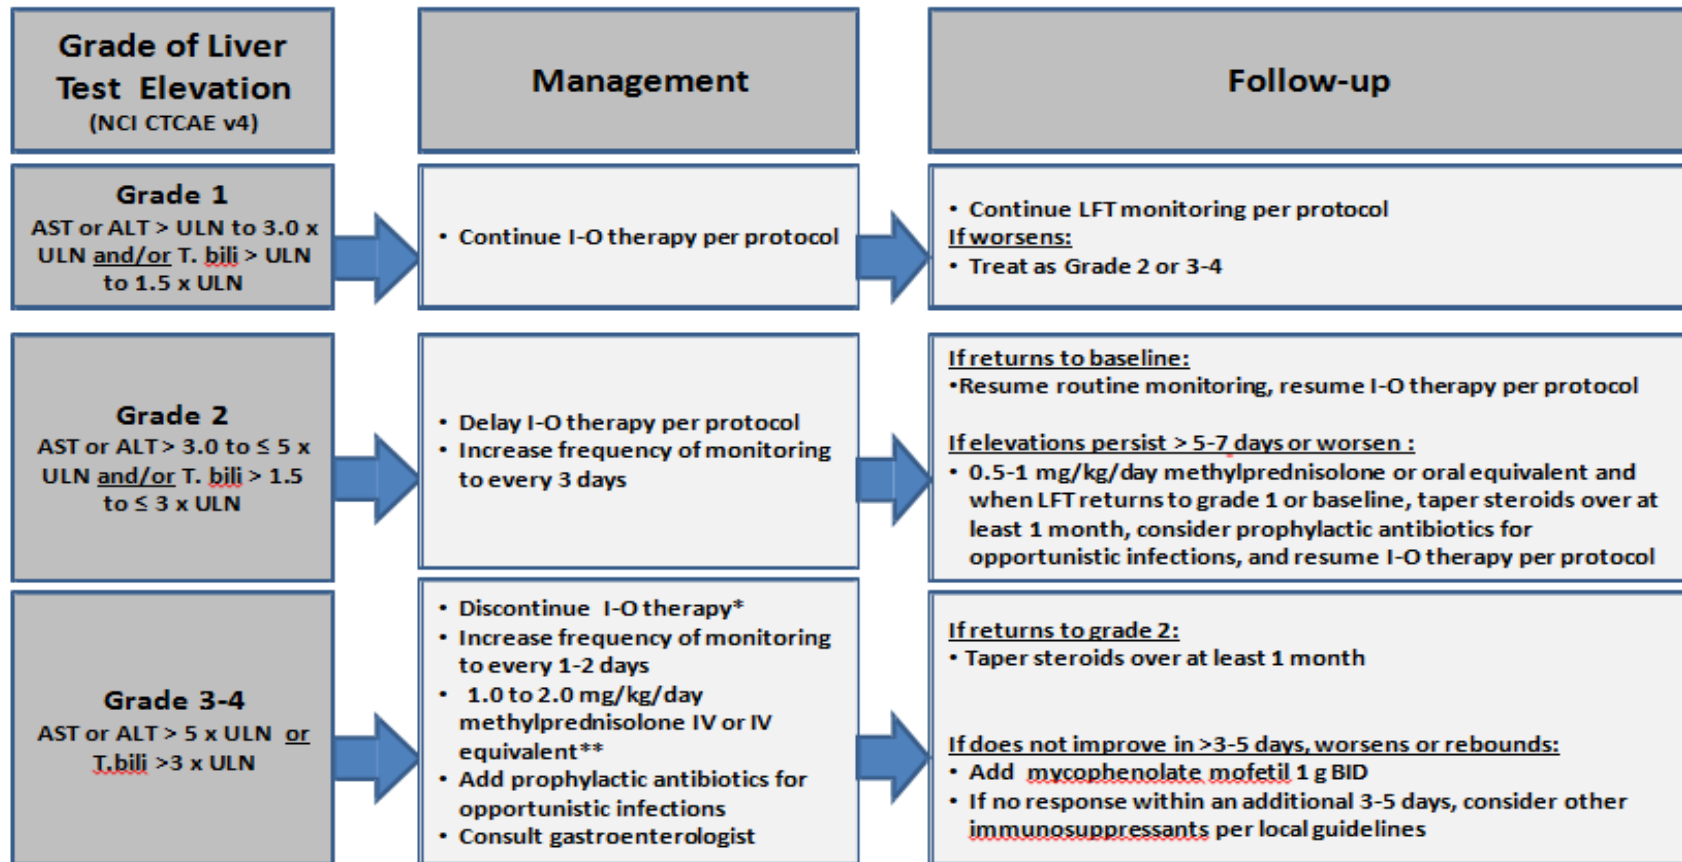 Grade of Liver
Test Elevation
(NCI CTCAE v4)
Management
Follow-up
Grade 1
AST or ALT > ULN to 3.0 x
ULN and/or T. bili > ULN
to 1.5 x ULN
• Continue I-O therapy per protocol
• Continue LFT monitoring per protocol
If worsens:
• Treat as Grade 2 or 3-4
Grade 2
AST or ALT > 3.0 to ≤ 5 x
ULN and/or T. bili > 1.5
to ≤ 3 x ULN
• Delay I-O therapy per protocol
• Increase frequency of monitoring
to every 3 days
If returns to baseline:
•Resume routine monitoring, resume I-O therapy per protocol
If elevations persist > 5-7 days or worsen :
• 0.5-1 mg/kg/day methylprednisolone or oral equivalent and
when LFT returns to grade 1 or baseline, taper steroids over at
least 1 month, consider prophylactic antibiotics for
opportunistic infections, and resume I-O therapy per protocol
Grade 3-4
AST or ALT > 5 x ULN or
T.bili >3 x ULN
• Discontinue I-O therapy*
• Increase frequency of monitoring
to every 1-2 days
• 1.0 to 2.0 mg/kg/day
methylprednisolone IV or IV
equivalent**
• Add prophylactic antibiotics for
opportunistic infections
• Consult gastroenterologist
If returns to grade 2:
• Taper steroids over at least 1 month
If does not improve in >3-5 days, worsens or rebounds:
• Add mycophenolate mofetil 1 g BID
• If no response within an additional 3-5 days, consider other
immunosuppressants per local guidelines